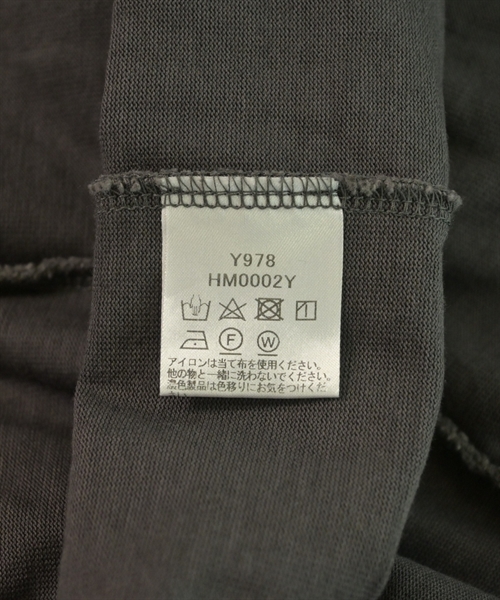 Y978
HM0002Y
F W
アイロンは当て布を使用ください。
他の物と一緒に洗わないでください。
濃色製品は色移りにお気をつけくだ
さい。